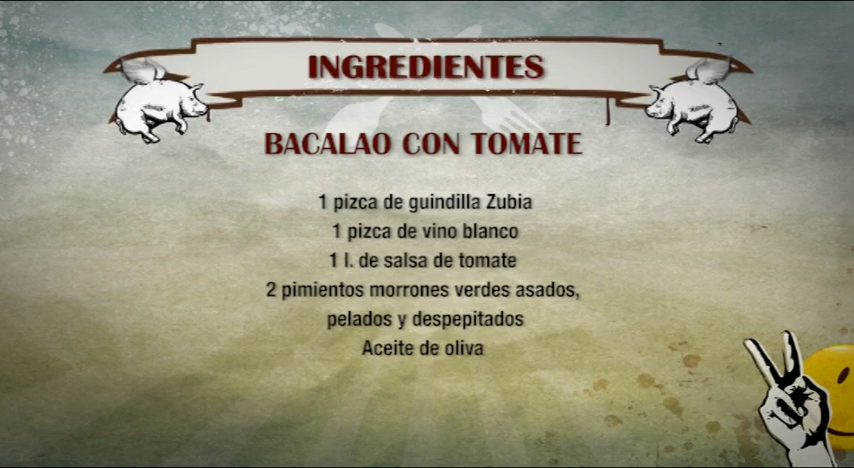 INGREDIENTES
BACALAO CON TOMATE
1 pizca de guindilla Zubia
1 pizca de vino blanco
1 l. de salsa de tomate
2 pimientos morrones verdes asados,
pelados y despepitados
Aceite de oliva